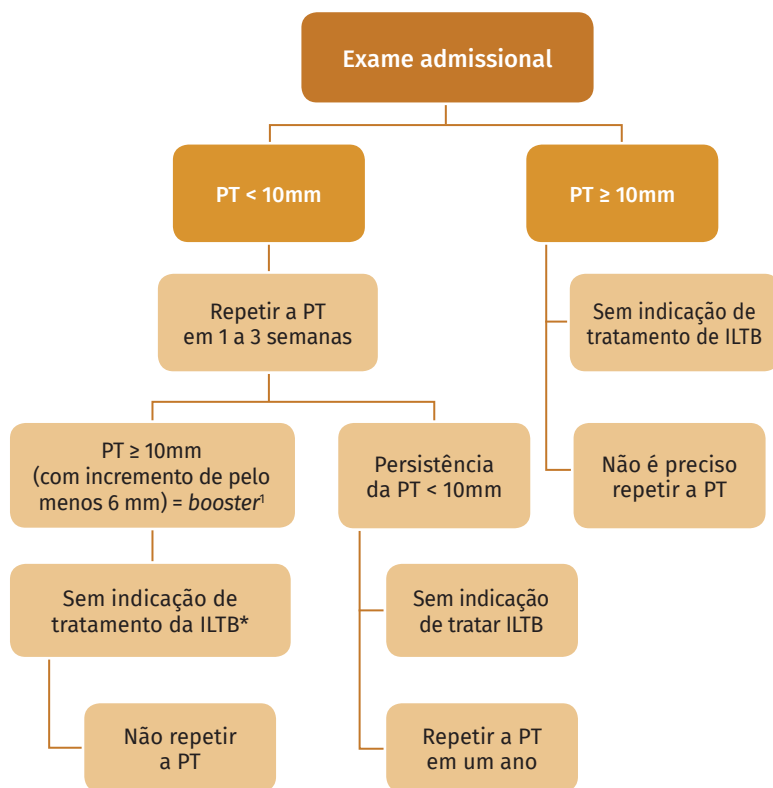 Exame admissional
PT < 10mm
PT ≥ 10mm
Repetir a PT
em 1 a 3 semanas
Sem indicação de
tratamento de ILTB
PT ≥ 10mm
(com incremento de pelo
menos 6 mm) = booster¹
Persistência
da PT < 10mm
Não é preciso
repetir a PT
Sem indicação de
tratamento da ILTB*
Sem indicação
de tratar ILTB
Não repetir
a PT
Repetir a PT
em um ano